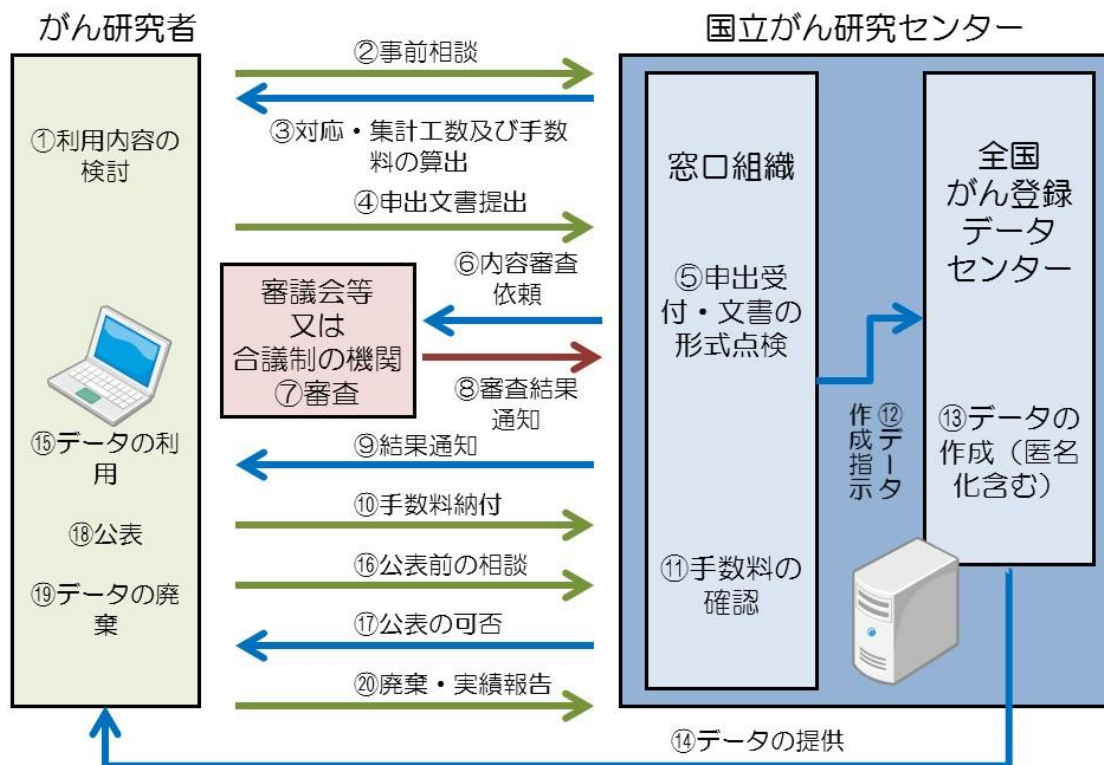 がん研究者
国立がん研究センター
②事前相談
①利用内容の
検討
③対応・集計工数及び手数
料の算出
④申出文書提出
窓口組織
全国
がん登録
データ
センター
⑥内容審査
依頼
審議会等
又は
合議制の機関
⑦審査
⑤申出受
付・文書の
形式点検
⑧審査結果
通知
⑫データ
作成指示
⑬データの
作成（匿名
化含む）
⑮データの利
用
⑨結果通知
⑩手数料納付
⑱公表
⑯公表前の相談
⑪手数料の
確認
⑲データの廃
棄
⑰公表の可否
⑳廃棄・実績報告
⑭データの提供